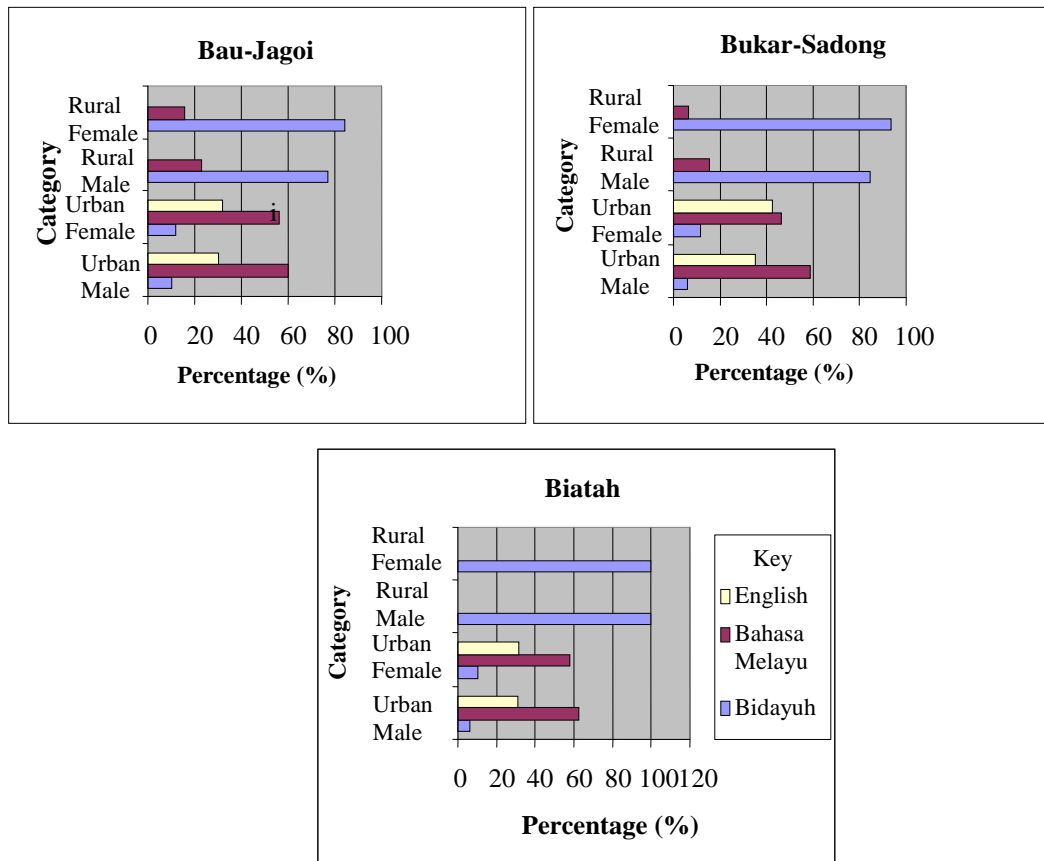 Bau-Jagoi
Category
Rural
Female
Rural
Male
Urban
Female
Urban
Male
i
0 20 40 60 80 100
Percentage (%)
Bukar-Sadong
Category
Rural
Female
Rural
Male
Urban
Female
Urban
Male
0 20 40 60 80 100
Percentage (%)
Biatah
Category
Rural
Female
Rural
Male
Urban
Female
Urban
Male
0 20 40 60 80 100 120
Percentage (%)
Key
English
Bahasa
Melayu
Bidayuh